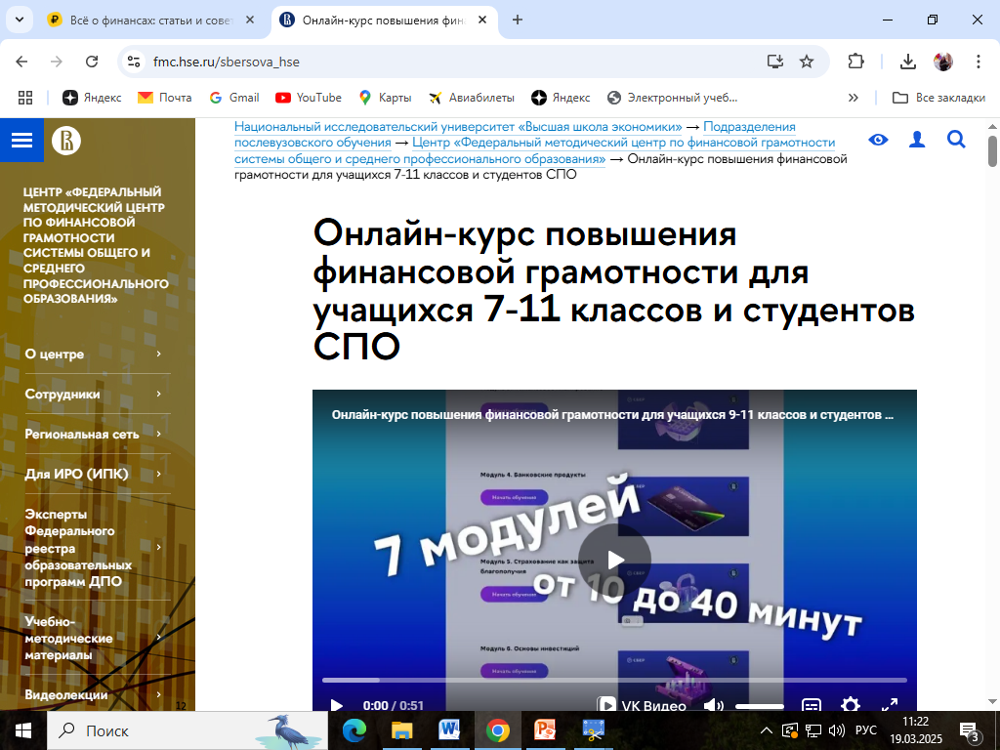 Всё о финансах: статьи и сове
Онлайн-курс повышения фин
fmc.hse.ru/sbersova_hse
Яндекс
Почта
Gmail
YouTube
Карты
Авиабилеты
Яндекс
Электронный учеб...
Все закладки
Национальный исследовательский университет «Высшая школа экономики» → Подразделения
послевузовского обучения → Центр «Федеральный методический центр по финансовой грамотности
системы общего и среднего профессионального образования» → Онлайн-курс повышения финансовой
грамотности для учащихся 7-11 классов и студентов СПО
ЦЕНТР «ФЕДЕРАЛЬНЫЙ
МЕТОДИЧЕСКИЙ ЦЕНТР
ПО ФИНАНСОВОЙ
ГРАМОТНОСТИ
СИСТЕМЫ ОБЩЕГО И
СРЕДНЕГО
ПРОФЕССИОНАЛЬНОГО
ОБРАЗОВАНИЯ»
О центре
Сотрудники
Региональная сеть
Для ИРО (ИПК)
Эксперты
Федерального
реестра
образовательных
программ ДПО
Учебно-
методические
материалы
Видеолекции
12
Онлайн-курс повышения
финансовой грамотности для
учащихся 7-11 классов и студентов
СПО
Онлайн-курс повышения финансовой грамотности для учащихся 9-11 классов и студентов ...
Модуль 4. Банковские продукты
Начать обучение
7 модулей
Модуль 5. Страхование как защита
благополучия
Начать обучение
от 10 до 40 минут
Модуль 6. Основы инвестиций
Начать обучение
0:00 / 0:51
VK Видео
Поиск
РУС
11:22
19.03.2025
3